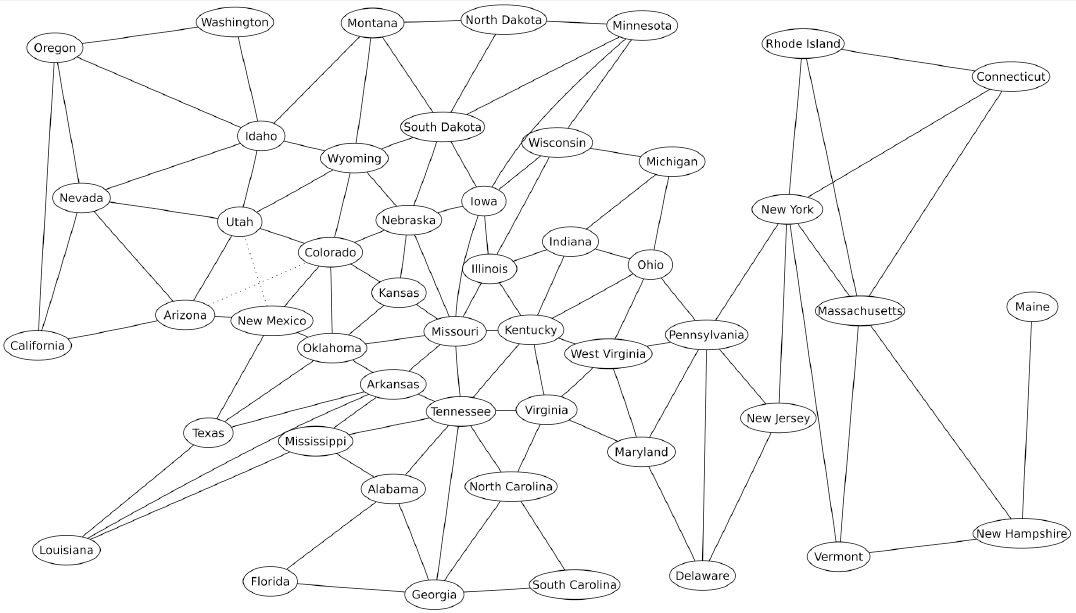 Washington
Montana
North Dakota
Minnesota
Oregon
Rhode Island
Connecticut
Idaho
South Dakota
Wisconsin
Wyoming
Michigan
Nevada
Iowa
New York
Utah
Nebraska
Colorado
Indiana
Illinois
Ohio
Kansas
Arizona
New Mexico
Massachusetts
Maine
California
Oklahoma
Missouri
Kentucky
West Virginia
Pennsylvania
Arkansas
Tennessee
Virginia
New Jersey
Texas
Mississippi
Maryland
Alabama
North Carolina
Louisiana
New Hampshire
Vermont
Florida
Georgia
South Carolina
Delaware